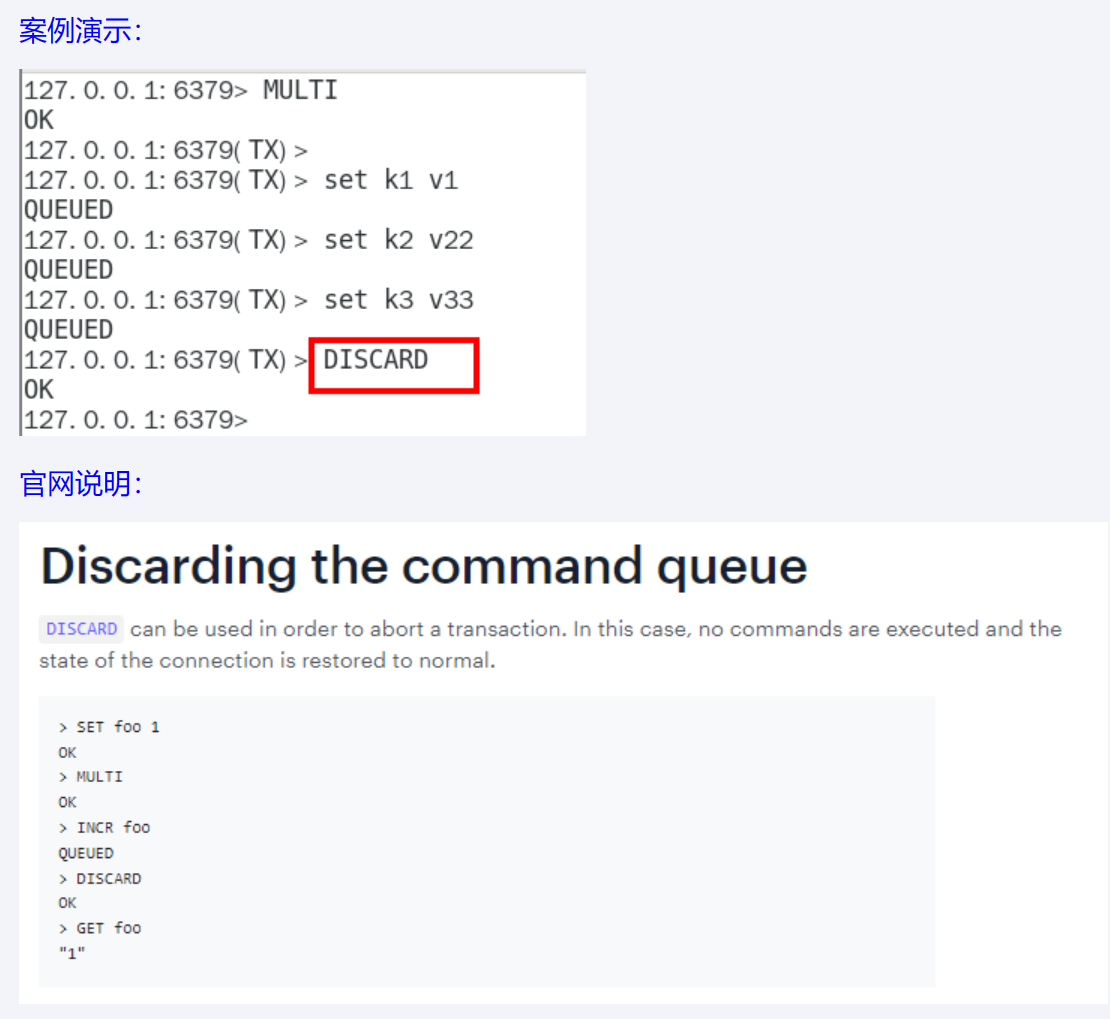 案例演示：
127.0.0.1:6379> MULTI
OK
127.0.0.1:6379(TX)>
127.0.0.1:6379(TX)> set k1 v1
QUEUED
127.0.0.1:6379(TX)> set k2 v22
QUEUED
127.0.0.1:6379(TX)> set k3 v33
QUEUED
127.0.0.1:6379(TX)> DISCARD
OK
127.0.0.1:6379>
官网说明：
Discarding the command queue
DISCARD can be used in order to abort a transaction. In this case, no commands are executed and the
state of the connection is restored to normal.
> SET foo 1
OK
> MULTI
OK
> INCR foo
QUEUED
> DISCARD
OK
> GET foo
"1"